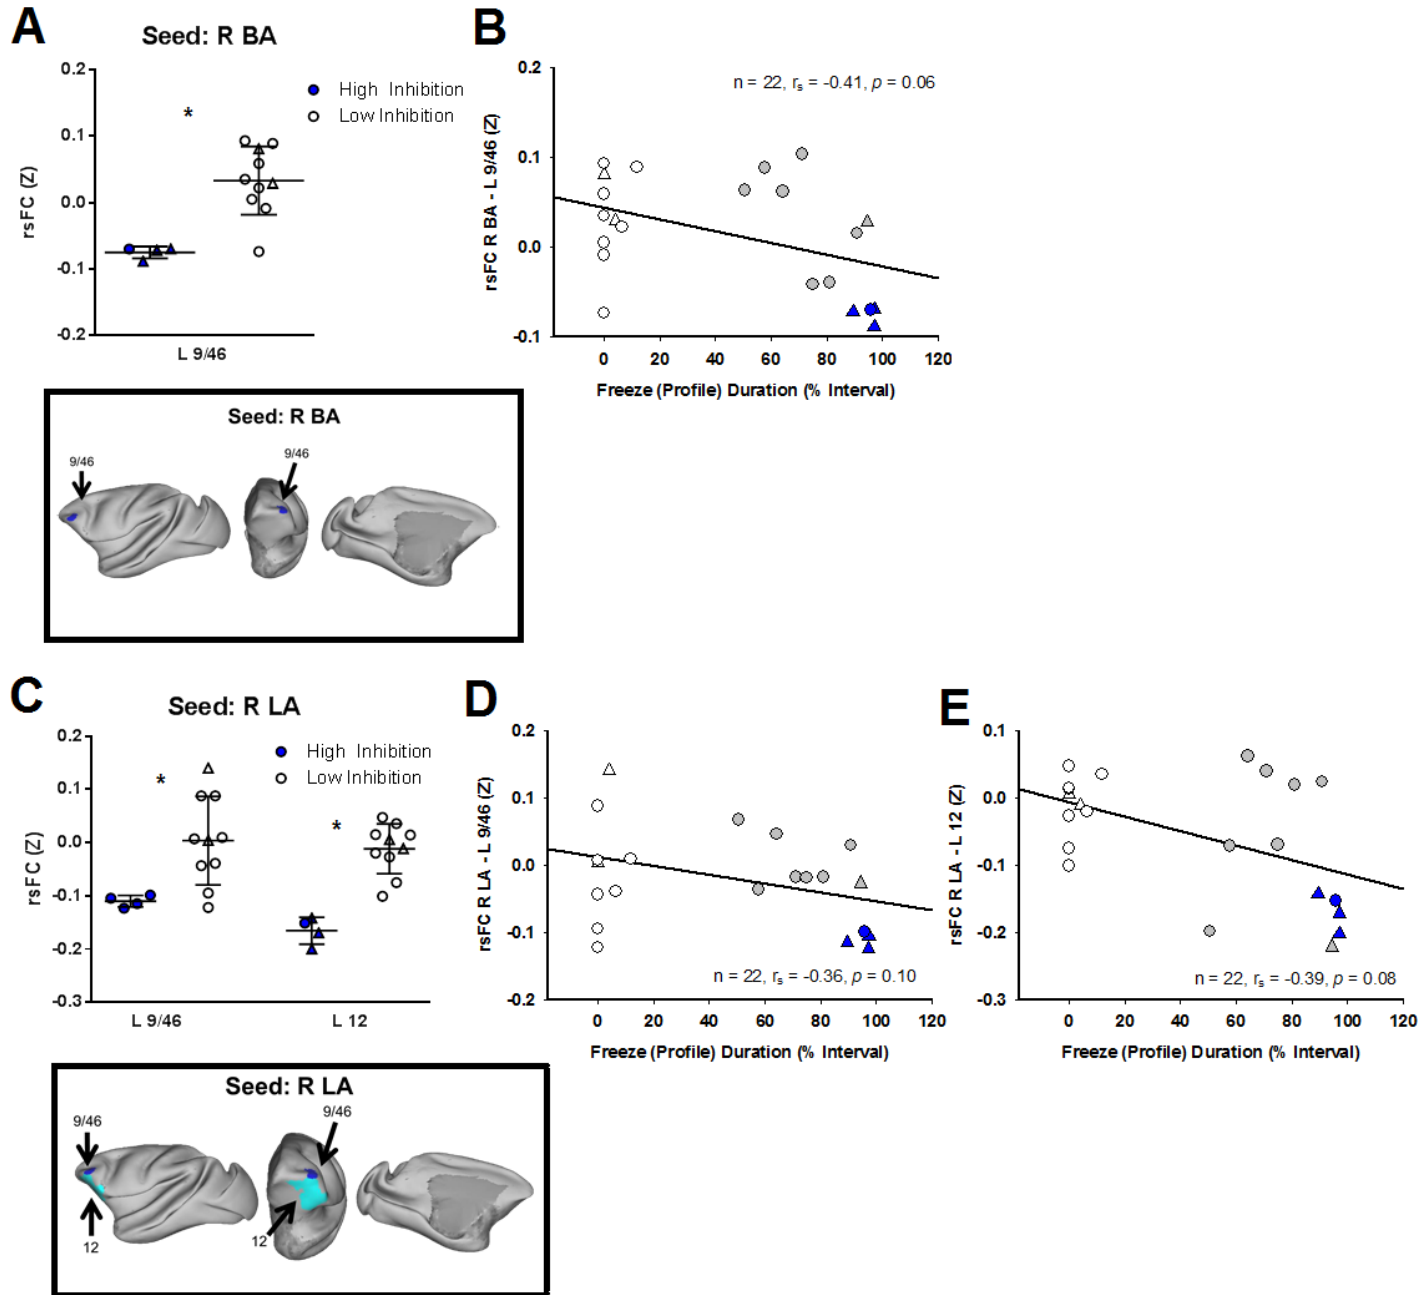 A
Seed: R BA
0.2
0.1
0.0
-0.1
-0.2
rsFC (Z)
*
High Inhibition
Low Inhibition
L 9/46
B
0.2
0.1
0.0
-0.1
rsFC R BA - L 9/46 (Z)
n = 22, rs = -0.41, p = 0.06
0 20 40 60 80 100 120
Freeze (Profile) Duration (% Interval)
Seed: R BA
9/46
9/46
C
Seed: R LA
0.2
0.1
0.0
-0.1
-0.2
-0.3
rsFC (Z)
*
*
High Inhibition
Low Inhibition
L 9/46 L 12
D
0.2
0.1
0.0
-0.1
-0.2
rsFC R LA - L 9/46 (Z)
n = 22, rs = -0.36, p = 0.10
0 20 40 60 80 100 120
Freeze (Profile) Duration (% Interval)
E
0.1
0.0
-0.1
-0.2
-0.3
rsFC R LA - L 12 (Z)
n = 22, rs = -0.39, p = 0.08
0 20 40 60 80 100 120
Freeze (Profile) Duration (% Interval)
Seed: R LA
9/46
9/46
12
12